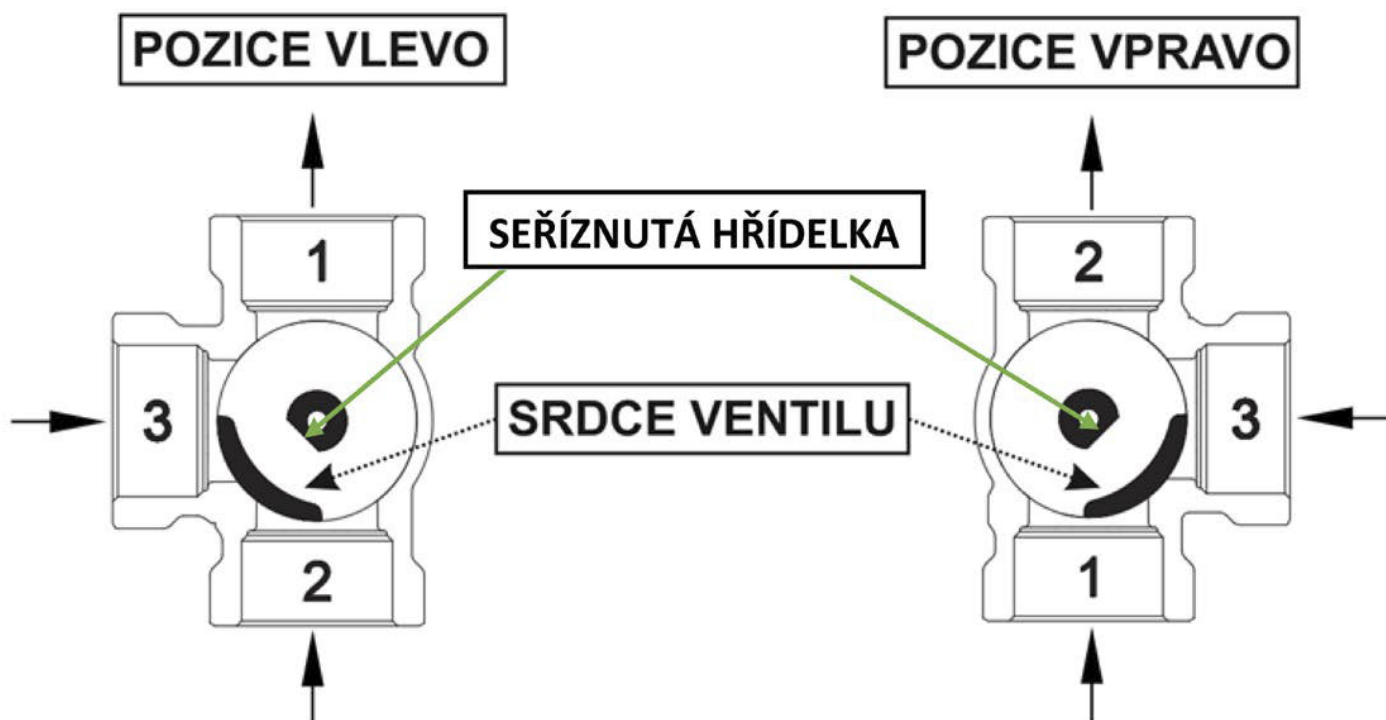 POZICE VLEVO
POZICE VPRAVO
SEŘÍZNUTÁ HŘÍDELKA
1
2
3
SRDCE VENTILU
3
2
1